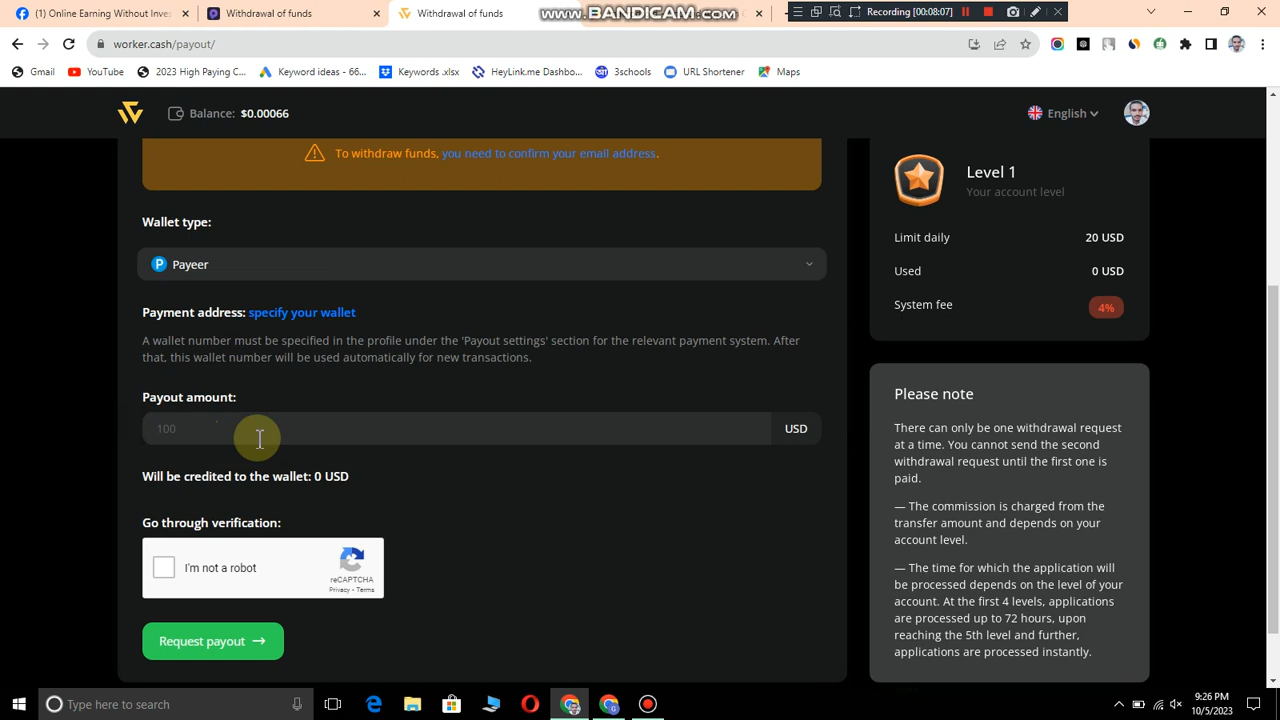 (1) Online Earning Without Inves
Withdrawal of funds
Withdrawal of funds
WWW.BANDICAM.COM
Recording [00:08:07]
worker.cash/payout/
Gmail
YouTube
2023 High Paying C...
Keyword ideas - 66...
Keywords .xlsx
HeyLink.me Dashbo...
3schools
URL Shortener
Maps
Balance: $0.00066
English
To withdraw funds, you need to confirm your email address.
Wallet type:
Payeer
Payment address: specify your wallet
A wallet number must be specified in the profile under the 'Payout settings' section for the relevant payment system. After
that, this wallet number will be used automatically for new transactions.
Payout amount:
100
USD
Will be credited to the wallet: 0 USD
Go through verification:
I'm not a robot
reCAPTCHA
Privacy - Terms
Request payout →
Level 1
Your account level
Limit daily 20 USD
Used 0 USD
System fee 4%
Please note
There can only be one withdrawal request
at a time. You cannot send the second
withdrawal request until the first one is
paid.
— The commission is charged from the
transfer amount and depends on your
account level.
— The time for which the application will
be processed depends on the level of your
account. At the first 4 levels, applications
are processed up to 72 hours, upon
reaching the 5th level and further,
applications are processed instantly.
Type here to search
9:26 PM
10/5/2023